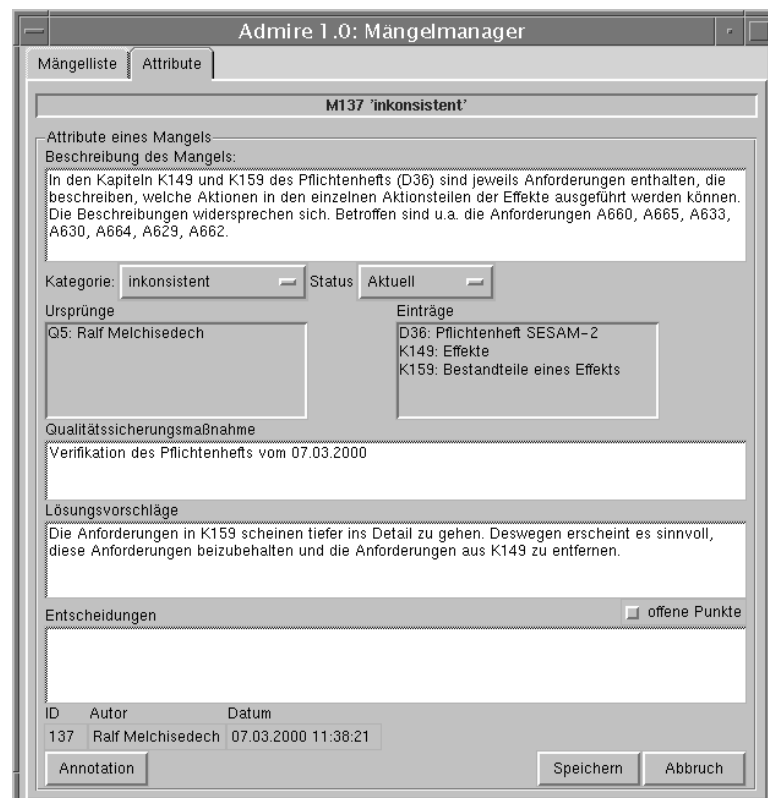 Admire 1.0: Mängelmanager
Mängelliste Attribute
M137 'inkonsistent'
Attribute eines Mangels
Beschreibung des Mangels:
In den Kapiteln K149 und K159 des Pflichtenhefts (D36) sind jeweils Anforderungen enthalten, die
beschreiben, welche Aktionen in den einzelnen Aktionsteilen der Effekte ausgeführt werden können.
Die Beschreibungen widersprechen sich. Betroffen sind u.a. die Anforderungen A660, A665, A633,
A630, A664, A629, A662.
Kategorie: inkonsistent Status Aktuell
Ursprünge Einträge
Q5: Ralf Melchisedech D36: Pflichtenheft SESAM-2
K149: Effekte
K159: Bestandteile eines Effekts
Qualitätssicherungsmaßnahme
Verifikation des Pflichtenhefts vom 07.03.2000
Lösungsvorschläge
Die Anforderungen in K159 scheinen tiefer ins Detail zu gehen. Deswegen erscheint es sinnvoll,
diese Anforderungen beizubehalten und die Anforderungen aus K149 zu entfernen.
Entscheidungen offene Punkte
ID Autor Datum
137 Ralf Melchisedech 07.03.2000 11:38:21
Annotation Speichern Abbruch